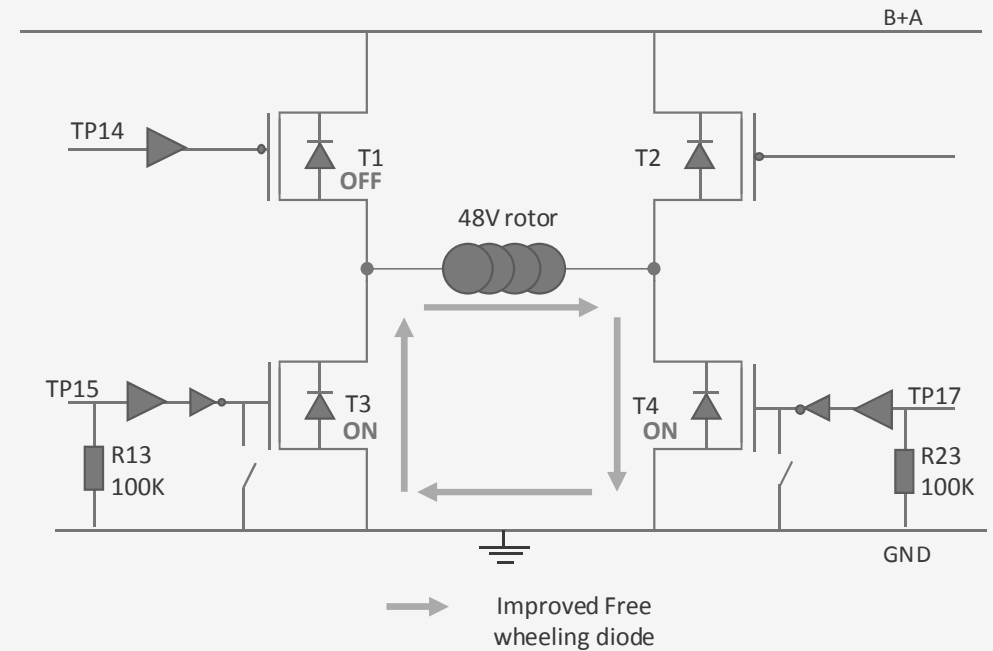 B+A
TP14
T1
OFF
T2
48V rotor
TP15
T3
ON
T4
ON
TP17
R13
100K
R23
100K
GND
Improved Free
wheeling diode